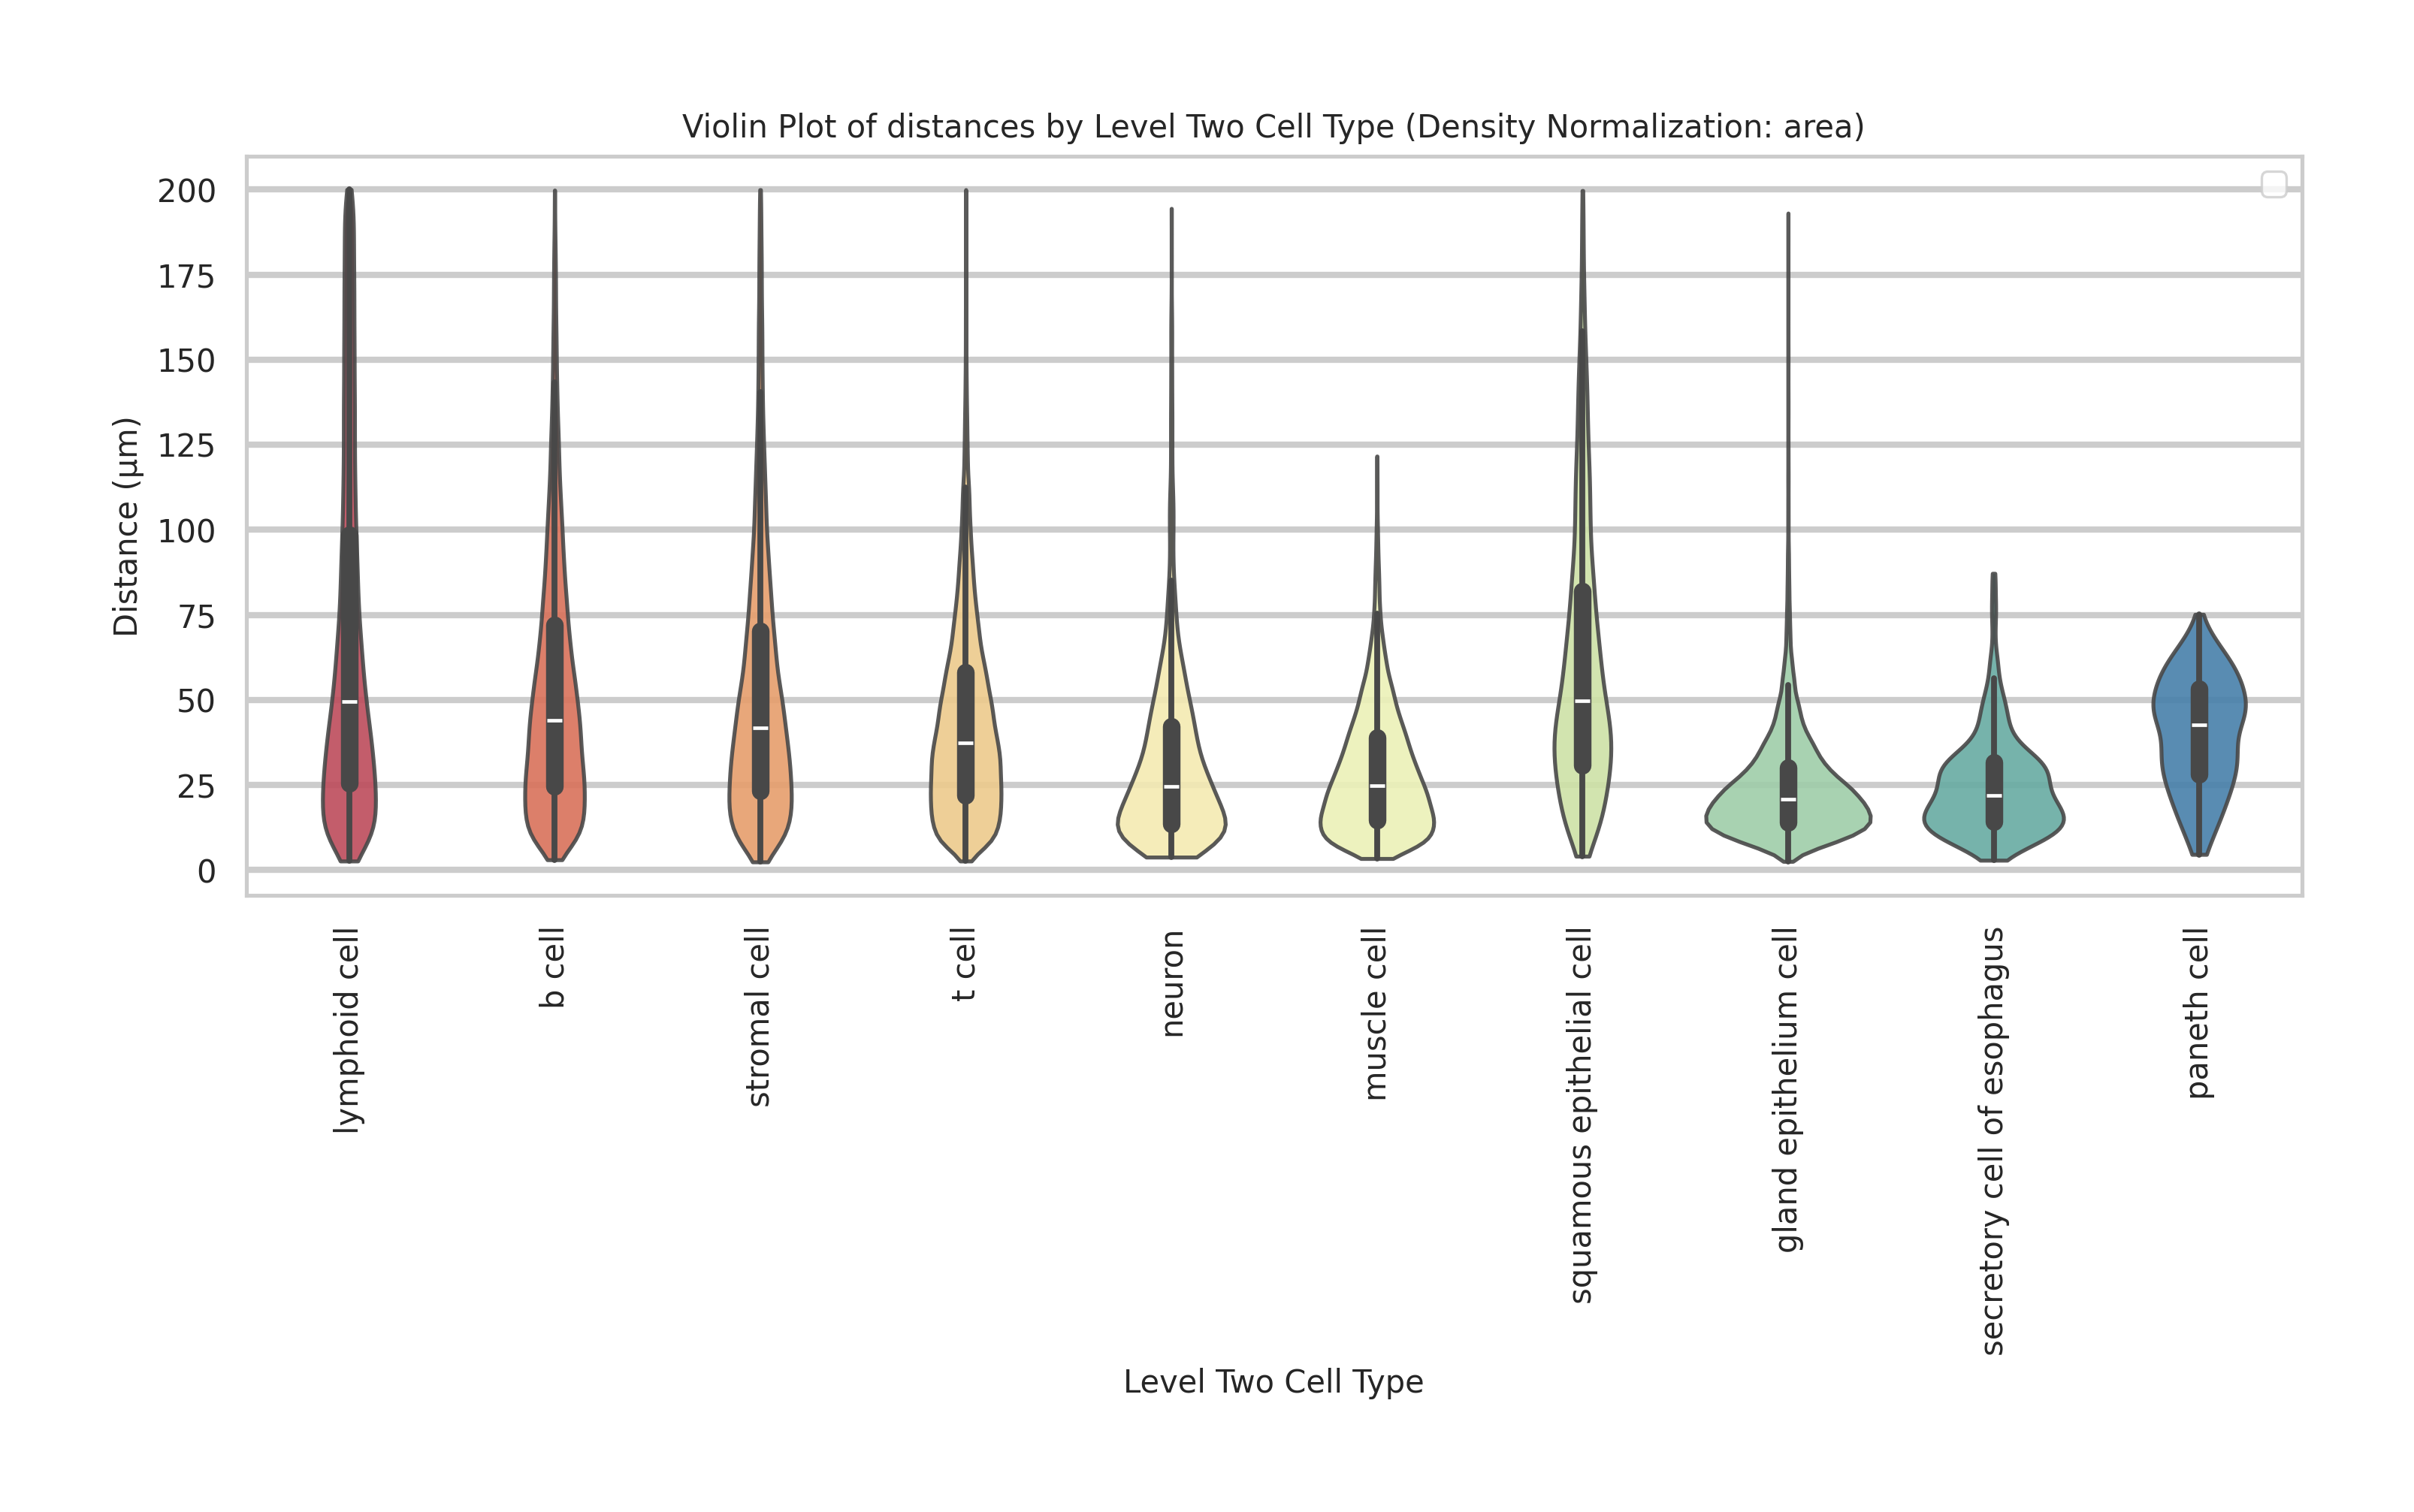 Violin Plot of distances by Level Two Cell Type (Density Normalization: area)
Distance (μm)
200
175
150
125
100
75
50
25
0
lymphoid cell
b cell
stromal cell
t cell
neuron
muscle cell
squamous epithelial cell
gland epithelium cell
secretory cell of esophagus
paneth cell
Level Two Cell Type